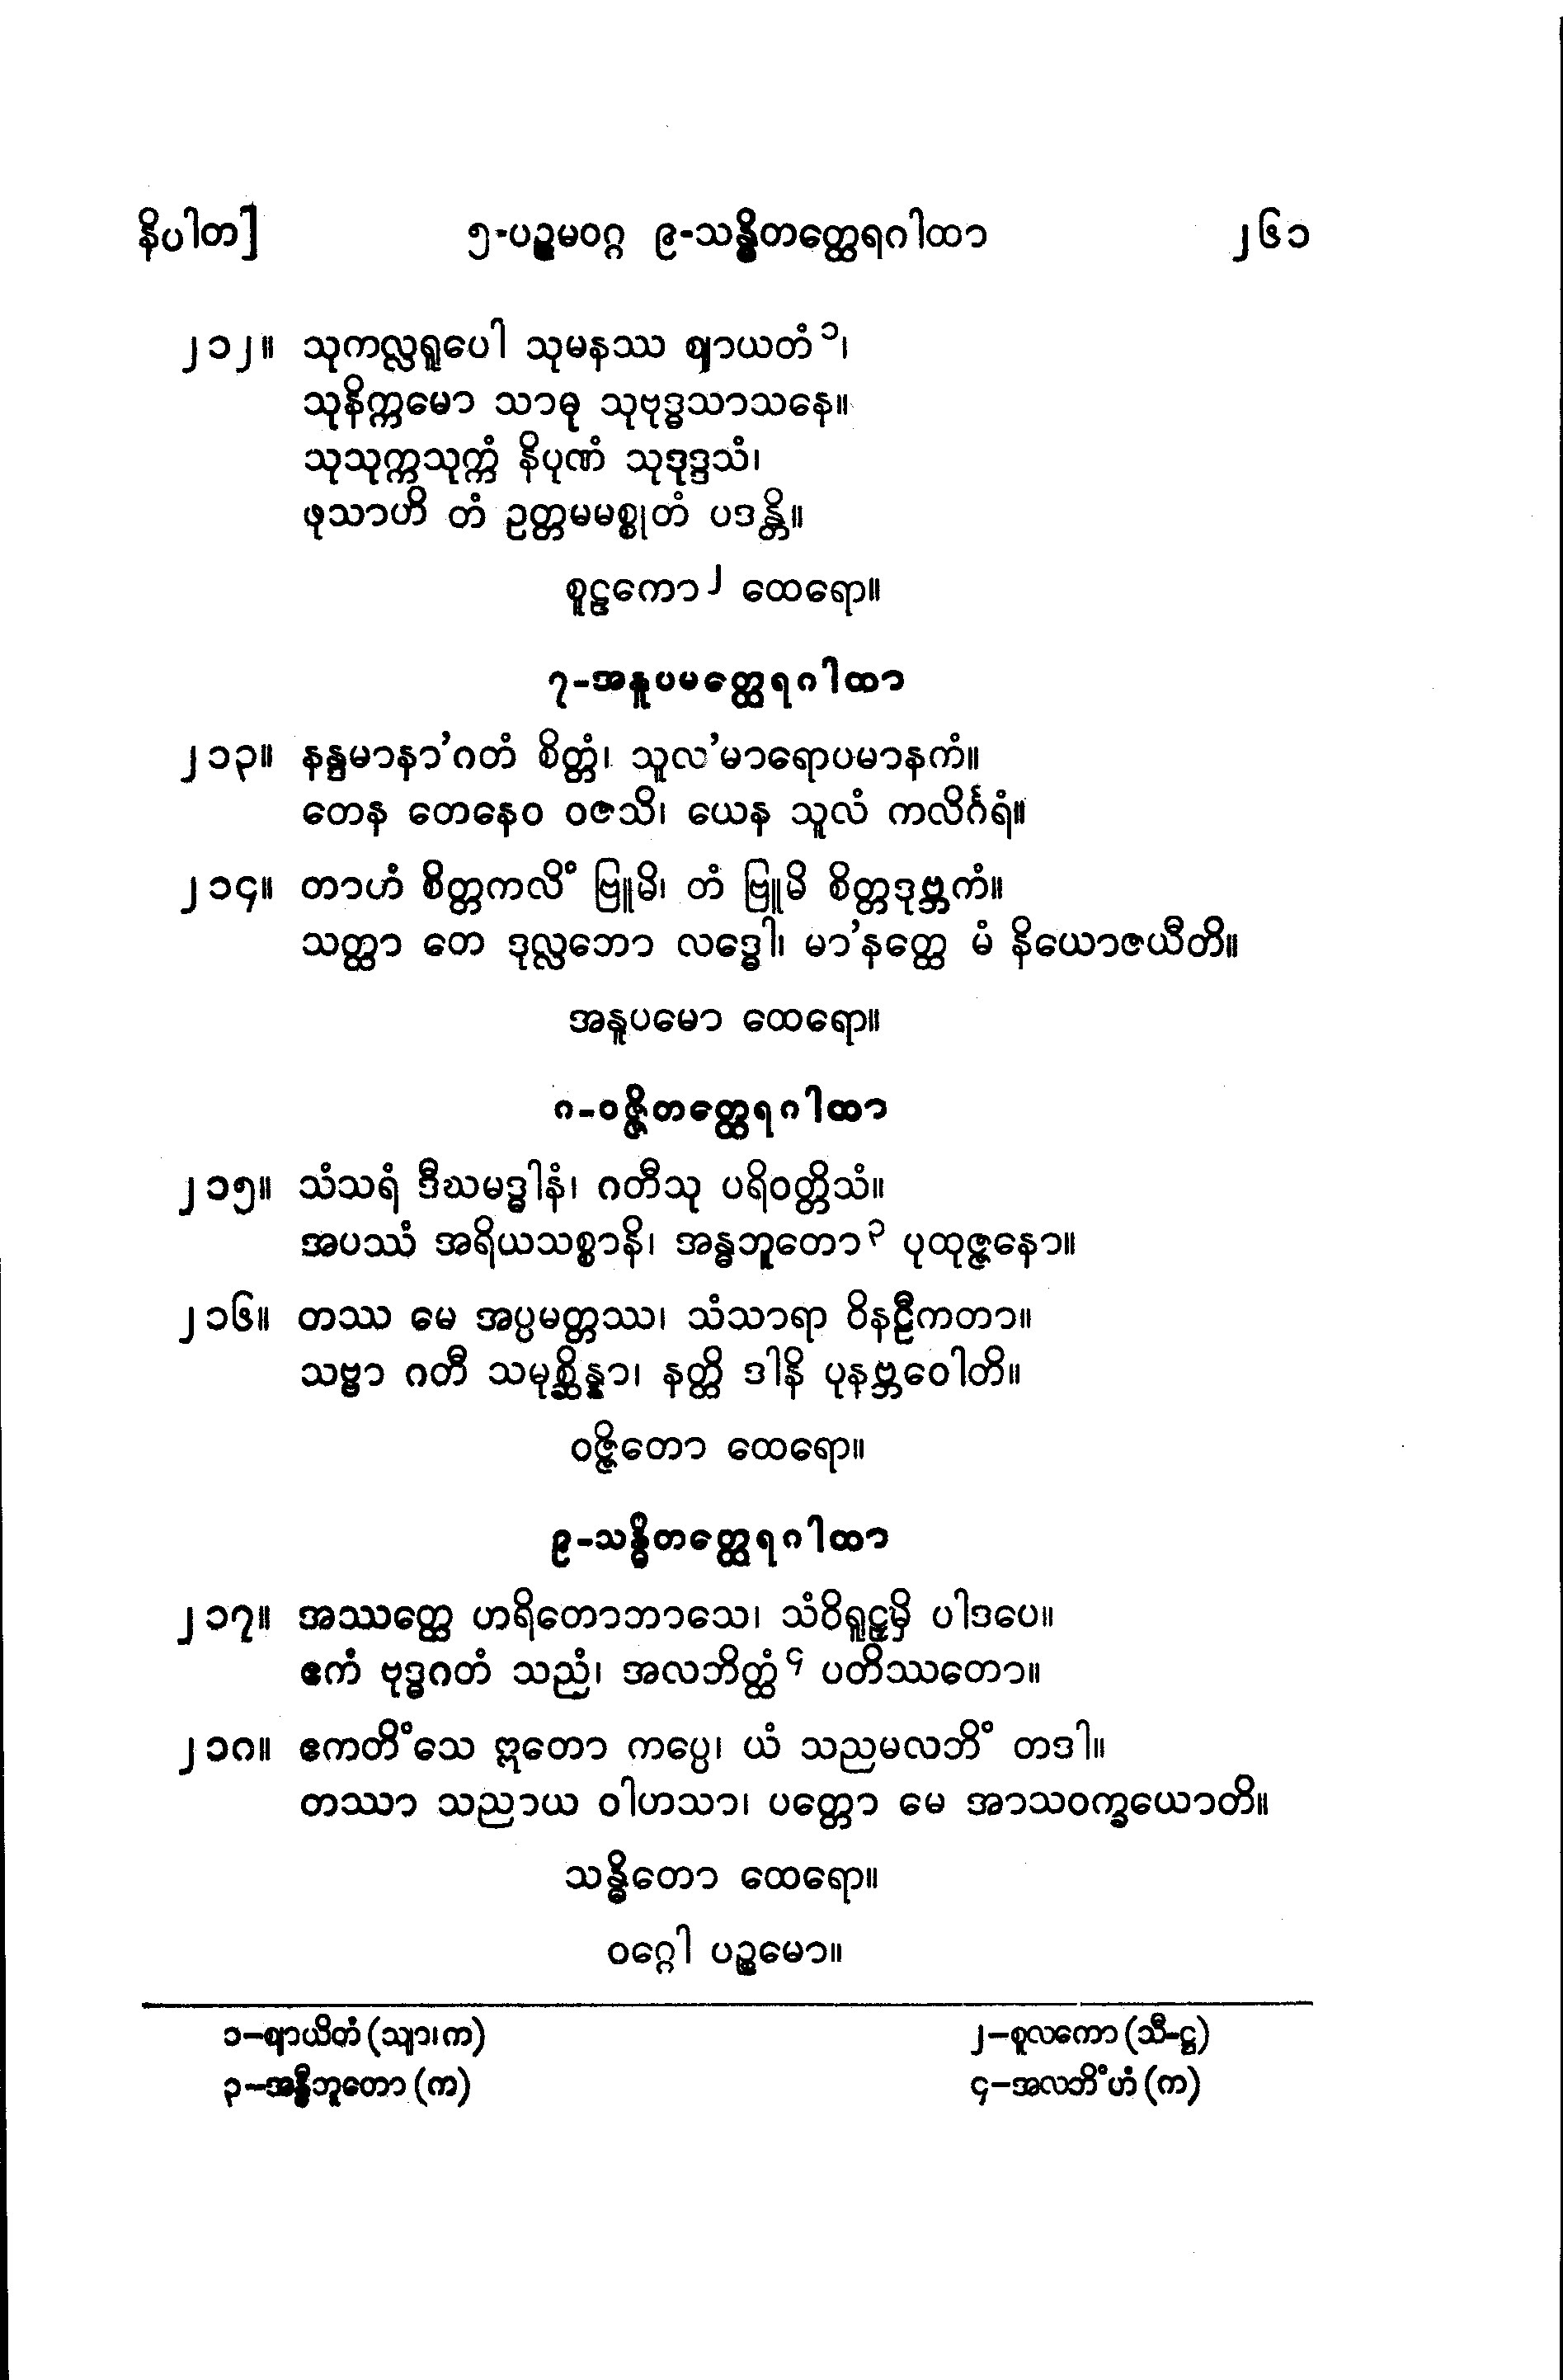 နိပါတ] ၅-ပဉ္စမဝဂ္ဂ ၉-သန္ဓိတတ္ထေရဂါထာ ၂၆၁
၂၁၂။ သုကလ္လရူပေါ သုမနဿ ဈာယတံ၁၊
သုနိက္ကမော သာဓု သုဗုဒ္ဓသာသနေ။
သုသုက္ကသုက္ကံ နိပုဏံ သုဒုဒ္ဒသံ၊
ဖုသာဟိ တံ ဥတ္တမမစ္စုတံ ပဒန္တိ။
စူဠကော၂ ထေရော။
၇-အနူပမတ္ထေရဂါထာ
၂၁၃။ နန္ဒမာနာ’ဂတံ စိတ္တံ၊ သူလ’မာရောပမာနကံ။
တေန တေနေဝ ဝဇသိ၊ ယေန သူလံ ကလိင်္ဂရံ။
၂၁၄။ တာဟံ စိတ္တကလိံ ဗြူမိ၊ တံ ဗြူမိ စိတ္တဒုဗ္ဘကံ။
သတ္ထာ တေ ဒုလ္လဘော လဒ္ဓေါ၊ မာ’နတ္ထေ မံ နိယောဇယီတိ။
အနူပမော ထေရော။
၈-ဝဇ္ဇိတတ္ထေရဂါထာ
၂၁၅။ သံသရံ ဒီဃမဒ္ဓါနံ၊ ဂတီသု ပရိဝတ္တိသံ။
အပဿံ အရိယသစ္စာနိ၊ အန္ဓဘူတော၃ ပုထုဇ္ဇနော။
၂၁၆။ တဿ မေ အပ္ပမတ္တဿ၊ သံသာရာ ဝိနဠီကတာ။
သဗ္ဗာ ဂတီ သမုစ္ဆိန္နာ၊ နတ္ထိ ဒါနိ ပုနဗ္ဘဝေါတိ။
ဝဇ္ဇိတော ထေရော။
၉-သန္ဓိတတ္ထေရဂါထာ
၂၁၇။ အဿတ္ထေ ဟရိတောဘာသေ၊ သံဝိရူဠှမှိ ပါဒပေ။
ဧကံ ဗုဒ္ဓဂတံ သညံ၊ အလဘိတ္ထံ၄ ပတိဿတော။
၂၁၈။ ဧကတိံသေ ဣတော ကပ္ပေ၊ ယံ သညမလဘိံ တဒါ။
တဿာ သညာယ ဝါဟသာ၊ ပတ္တော မေ အာသဝက္ခယောတိ။
သန္ဓိတော ထေရော။
ဝဂ္ဂေါ ပဉ္စမော။
၁-ဈာယိတံ (သျာ၊က) ၂-စူလကော (သီ-ဋ္ဌ)
၃-အန္ဓီဘူတော (က) ၄-အလဘိံဟံ (က)